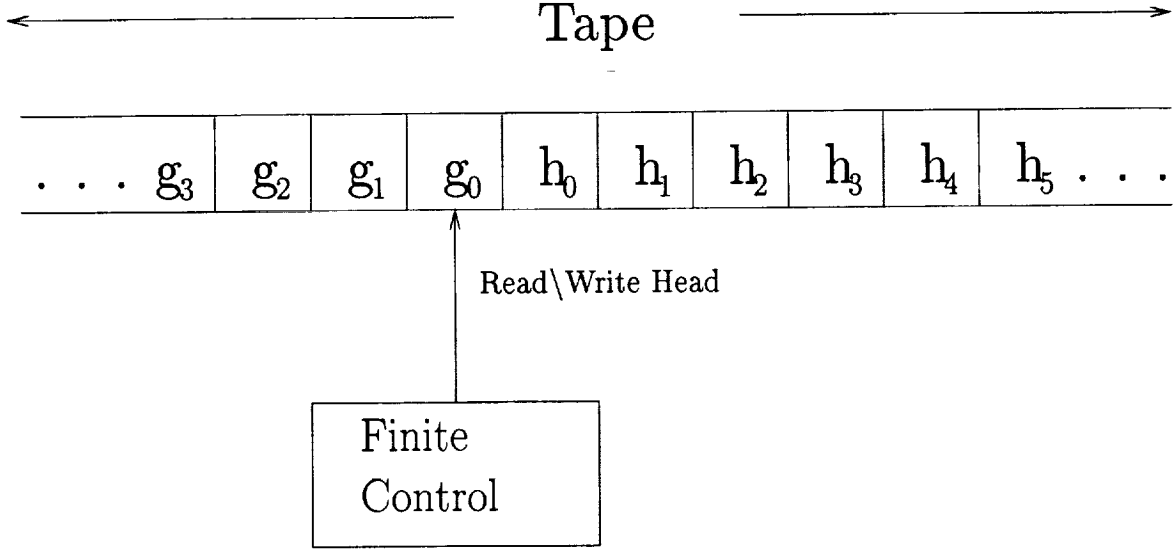 Tape
. . . g₃ g₂ g₁ g₀ h₀ h₁ h₂ h₃ h₄ h₅ . . .
Read\Write Head
Finite
Control